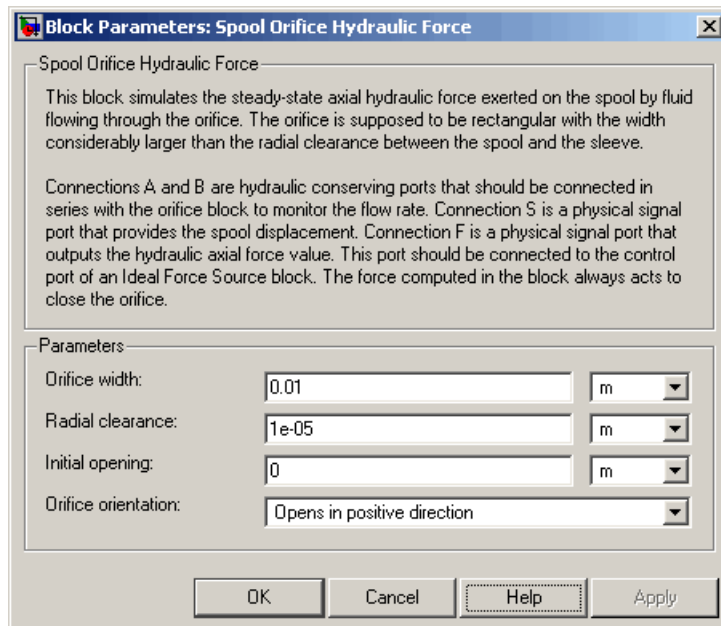 Block Parameters: Spool Orifice Hydraulic Force
Spool Orifice Hydraulic Force
This block simulates the steady-state axial hydraulic force exerted on the spool by fluid
flowing through the orifice. The orifice is supposed to be rectangular with the width
considerably larger than the radial clearance between the spool and the sleeve.
Connections A and B are hydraulic conserving ports that should be connected in
series with the orifice block to monitor the flow rate. Connection S is a physical signal
port that provides the spool displacement. Connection F is a physical signal port that
outputs the hydraulic axial force value. This port should be connected to the control
port of an Ideal Force Source block. The force computed in the block always acts to
close the orifice.
Parameters
Orifice width: 0.01 m
Radial clearance: 1e-05 m
Initial opening: 0 m
Orifice orientation: Opens in positive direction
OK Cancel Help Apply